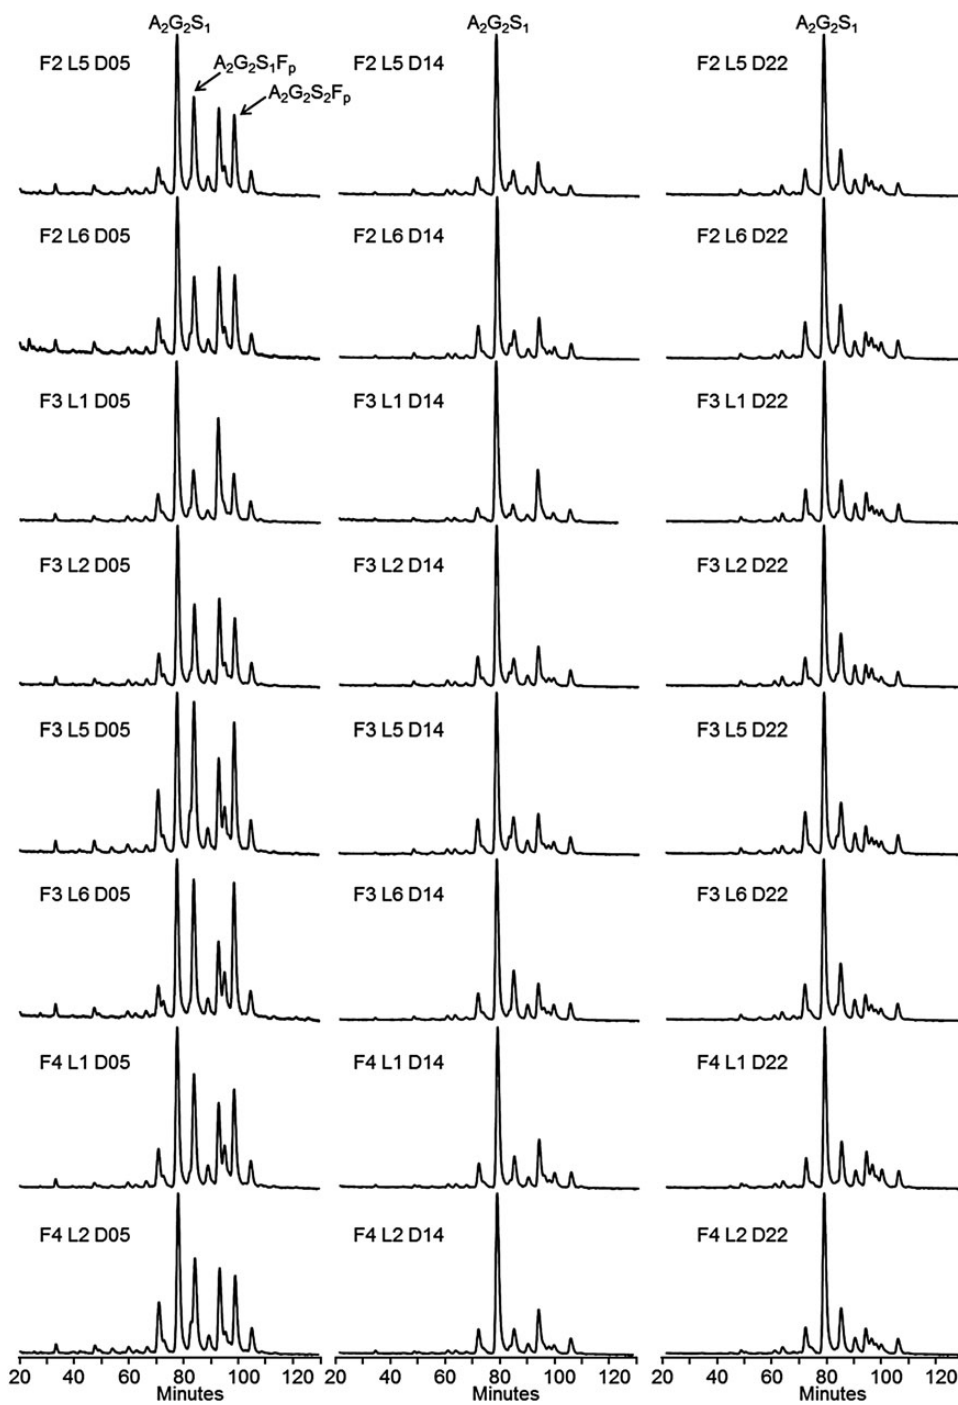 A₂G₂S₁ A₂G₂S₁ A₂G₂S₁
F2 L5 D05 A₂G₂S₁Fₚ F2 L5 D14 F2 L5 D22
A₂G₂S₂Fₚ
F2 L6 D05 F2 L6 D14 F2 L6 D22
F3 L1 D05 F3 L1 D14 F3 L1 D22
F3 L2 D05 F3 L2 D14 F3 L2 D22
F3 L5 D05 F3 L5 D14 F3 L5 D22
F3 L6 D05 F3 L6 D14 F3 L6 D22
F4 L1 D05 F4 L1 D14 F4 L1 D22
F4 L2 D05 F4 L2 D14 F4 L2 D22
20 40 60 80 100 120 20 40 60 80 100 120 20 40 60 80 100 120
Minutes Minutes Minutes